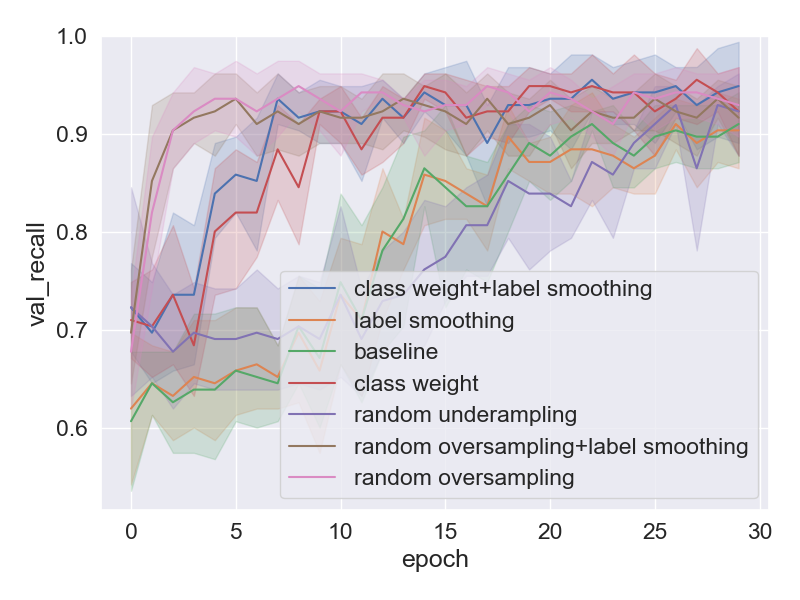 1.0
0.9
0.8
0.7
0.6
val_recall
class weight+label smoothing
label smoothing
baseline
class weight
random underampling
random oversampling+label smoothing
random oversampling
0 5 10 15 20 25 30
epoch